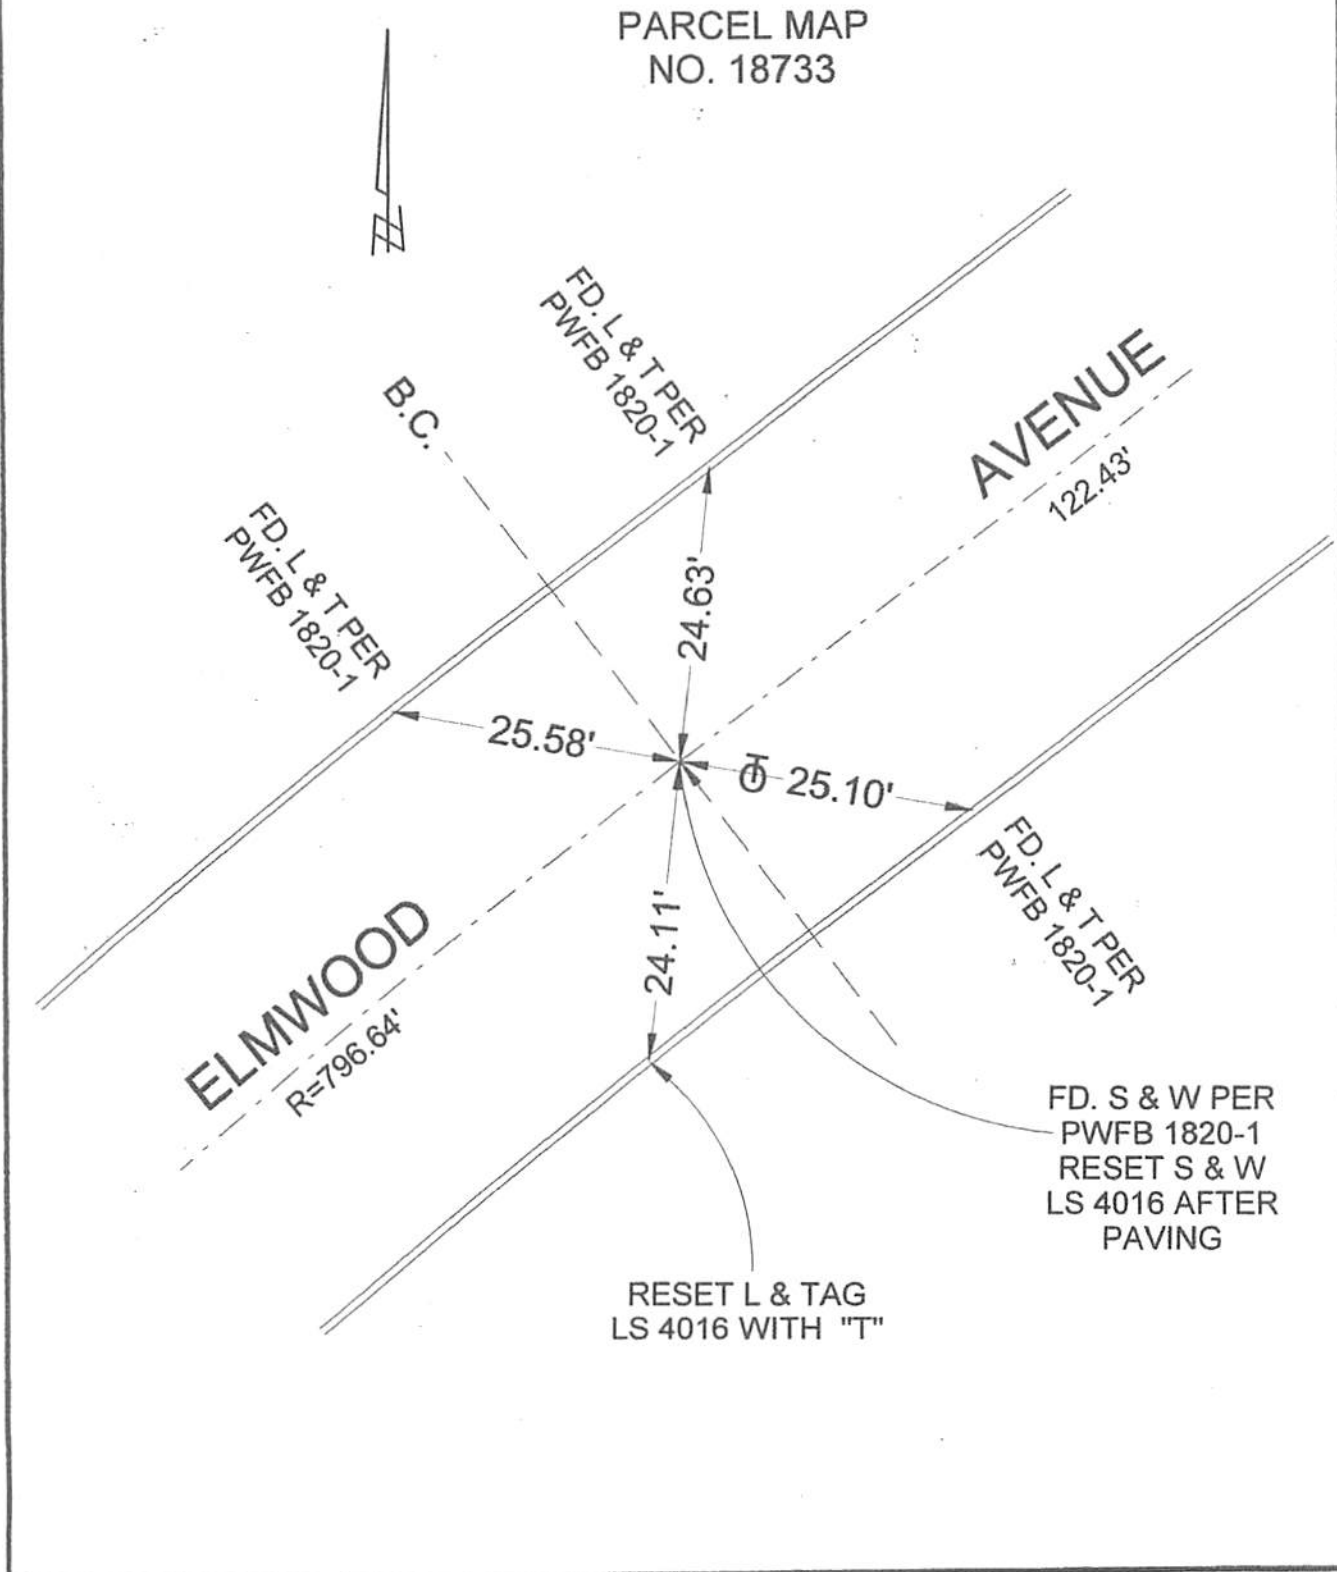 PARCEL MAP
NO. 18733
N
FD. L & T PER
PWFB 1820-1
B.C.
AVENUE
122.43'
FD. L & T PER
PWFB 1820-1
24.63'
25.58'
25.10'
FD. L & T PER
PWFB 1820-1
24.11'
ELMWOOD
R=796.64'
FD. S & W PER
PWFB 1820-1
RESET S & W
LS 4016 AFTER
PAVING
RESET L & TAG
LS 4016 WITH "T"